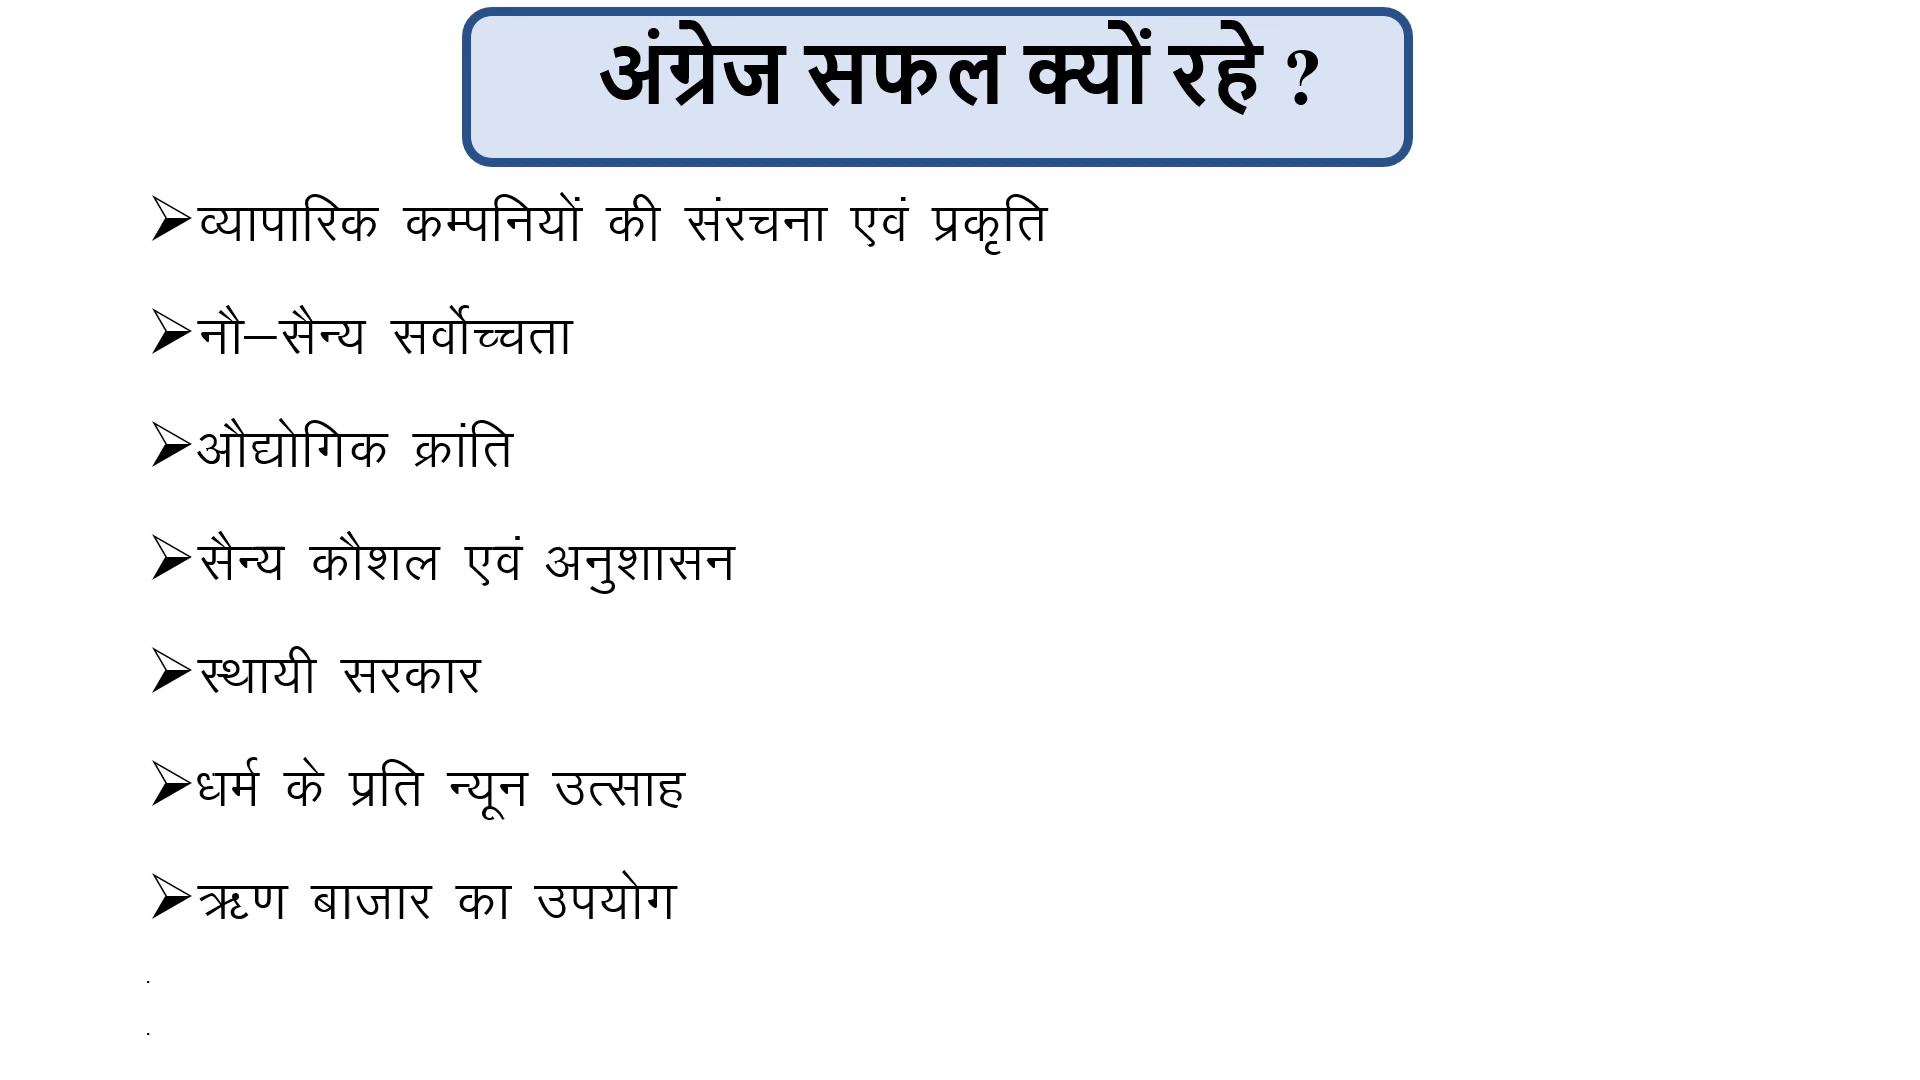 अंग्रेज सफल क्यों रहे ?
➢व्यापारिक कम्पनियों की संरचना एवं प्रकृति
➢नौ–सैन्य सर्वोच्चता
➢औद्योगिक क्रांति
➢सैन्य कौशल एवं अनुशासन
➢स्थायी सरकार
➢धर्म के प्रति न्यून उत्साह
➢ऋण बाजार का उपयोग